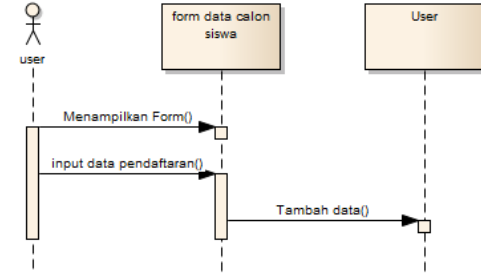 form data calon
siswa
User
user
Menampilkan Form()
input data pendaftaran()
Tambah data()